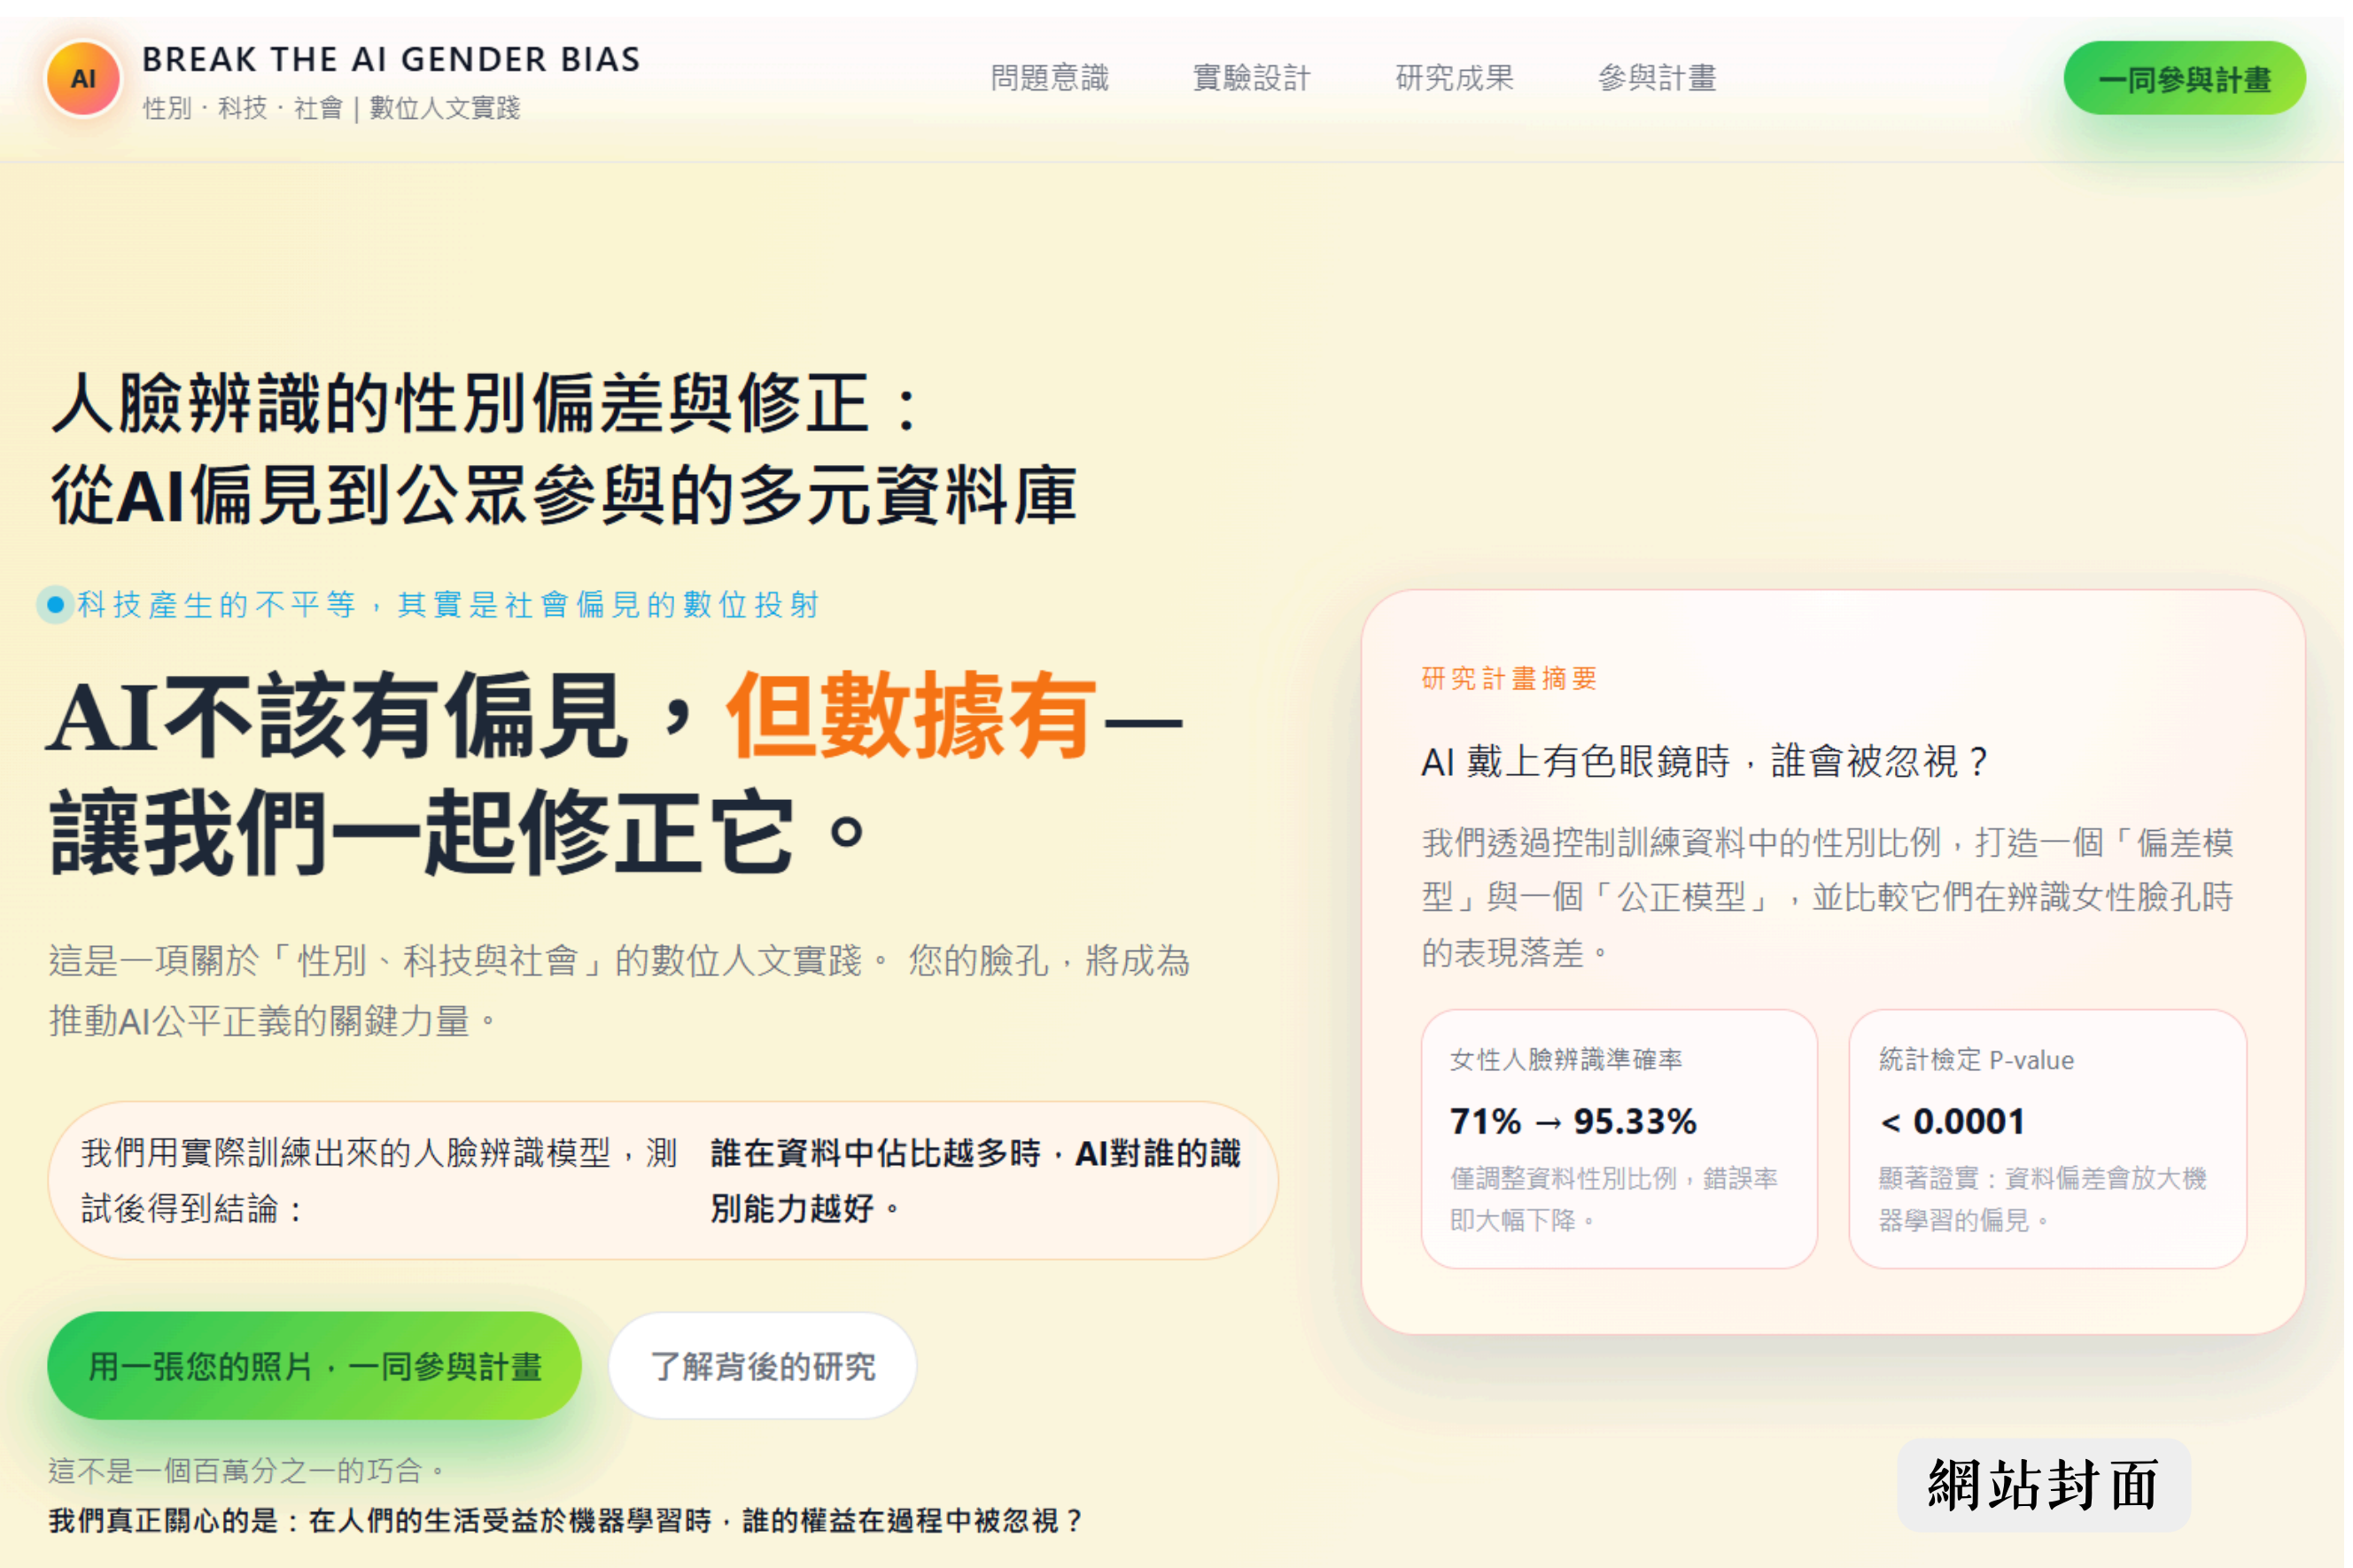 AI
BREAK THE AI GENDER BIAS
性別·科技·社會 | 數位人文實踐
問題意識
實驗設計
研究成果
參與計畫
一同參與計畫
人臉辨識的性別偏差與修正：
從AI偏見到公眾參與的多元資料庫
科技產生的不平等，其實是社會偏見的數位投射
AI不該有偏見，但數據有—
讓我們一起修正它。
這是一項關於「性別、科技與社會」的數位人文實踐。 您的臉孔，將成為
推動AI公平正義的關鍵力量。
我們用實際訓練出來的人臉辨識模型，測
試後得到結論：
誰在資料中佔比越多時，AI對誰的識
別能力越好。
用一張您的照片，一同參與計畫
了解背後的研究
這不是一個百萬分之一的巧合。
我們真正關心的是：在人們的生活受益於機器學習時，誰的權益在過程中被忽視？
研究計畫摘要
AI 戴上有色眼鏡時，誰會被忽視？
我們透過控制訓練資料中的性別比例，打造一個「偏差模
型」與一個「公正模型」，並比較它們在辨識女性臉孔時
的表現落差。
女性人臉辨識準確率
71% → 95.33%
僅調整資料性別比例，錯誤率
即大幅下降。
統計檢定 P-value
< 0.0001
顯著證實：資料偏差會放大機
器學習的偏見。
網站封面